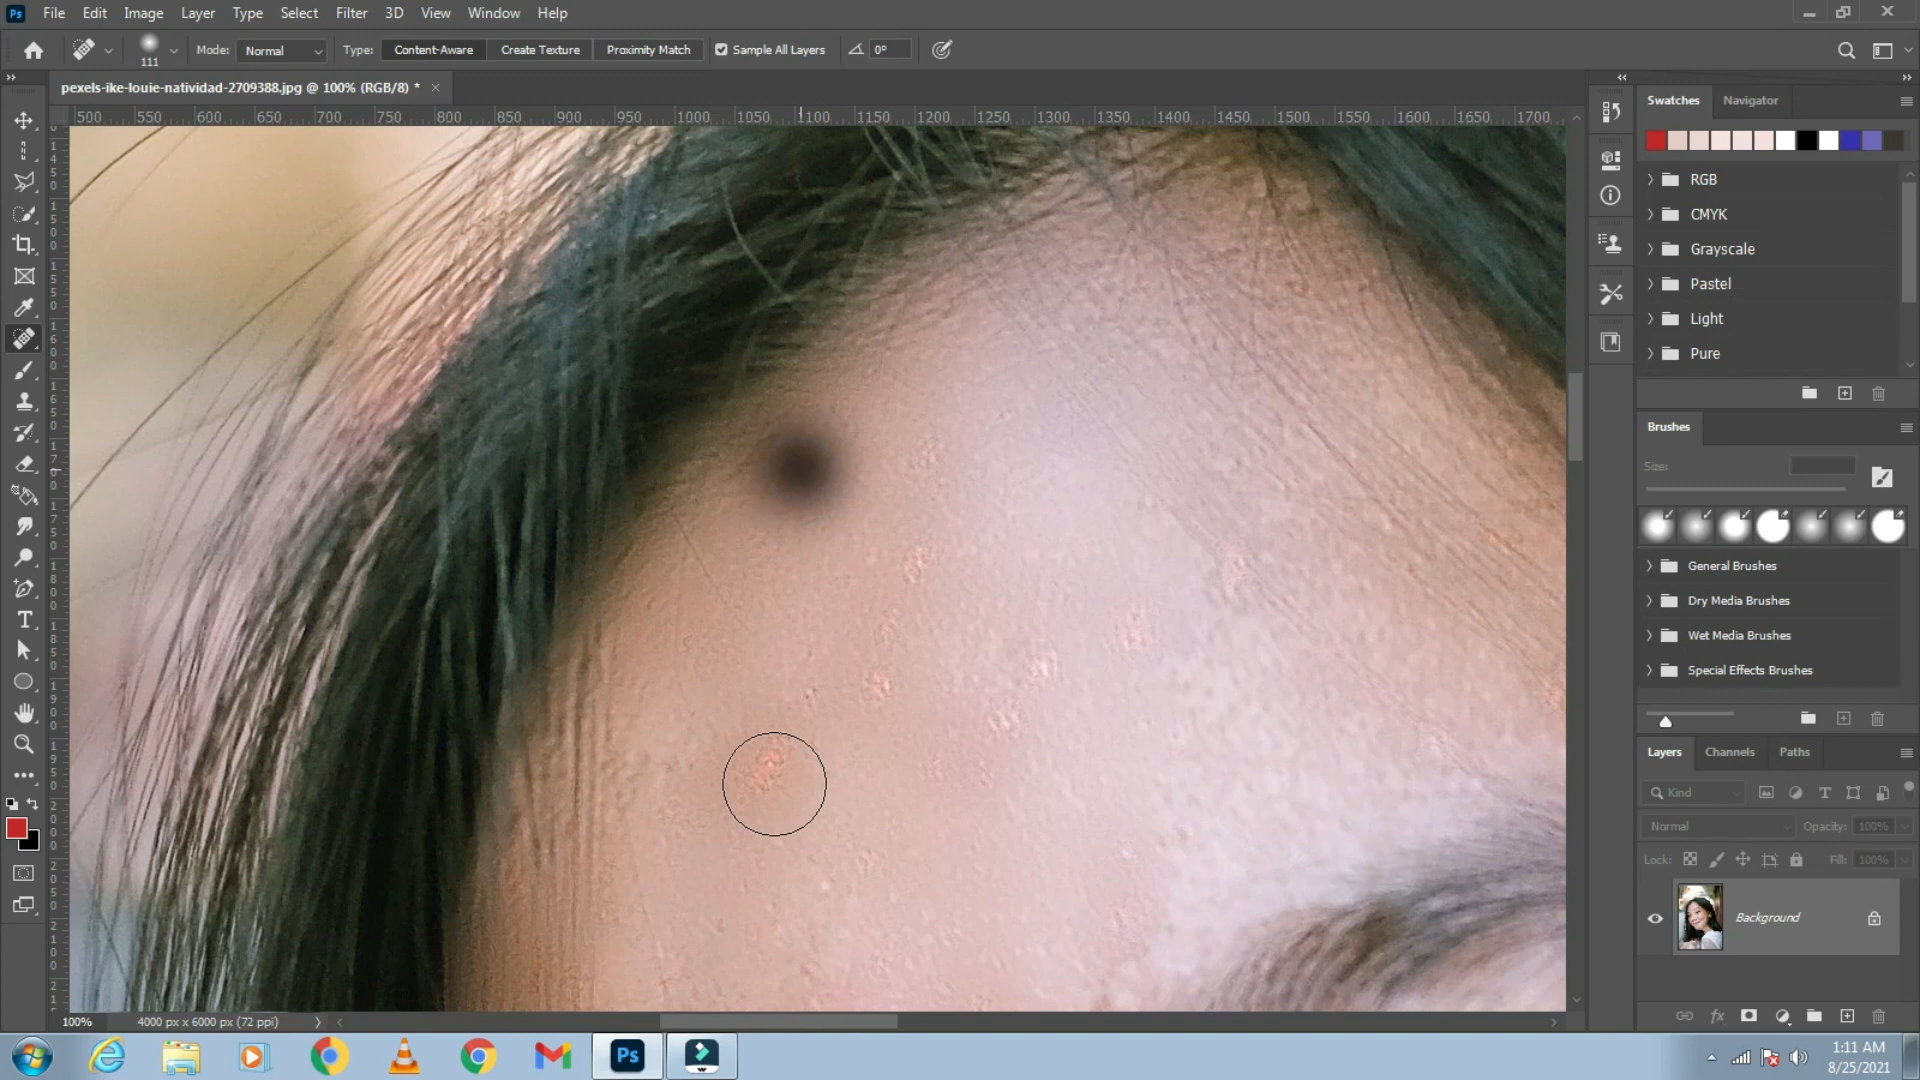 Ps File Edit Image Layer Type Select Filter 3D View Window Help
111 Mode: Normal Type: Content-Aware Create Texture Proximity Match Sample All Layers 0°
pexels-ike-louie-natividad-2709388.jpg @ 100% (RGB/8) *
500 550 600 650 700 750 800 850 900 950 1000 1050 1100 1150 1200 1250 1300 1350 1400 1450 1500 1550 1600 1650 1700
Swatches Navigator
RGB
CMYK
Grayscale
Pastel
Light
Pure
Brushes
Size:
General Brushes
Dry Media Brushes
Wet Media Brushes
Special Effects Brushes
Layers Channels Paths
Kind
Normal Opacity: 100%
Lock: Fill: 100%
Background
fx
100% 4000 px x 6000 px (72 ppi)
Ps
1:11 AM
8/25/2021